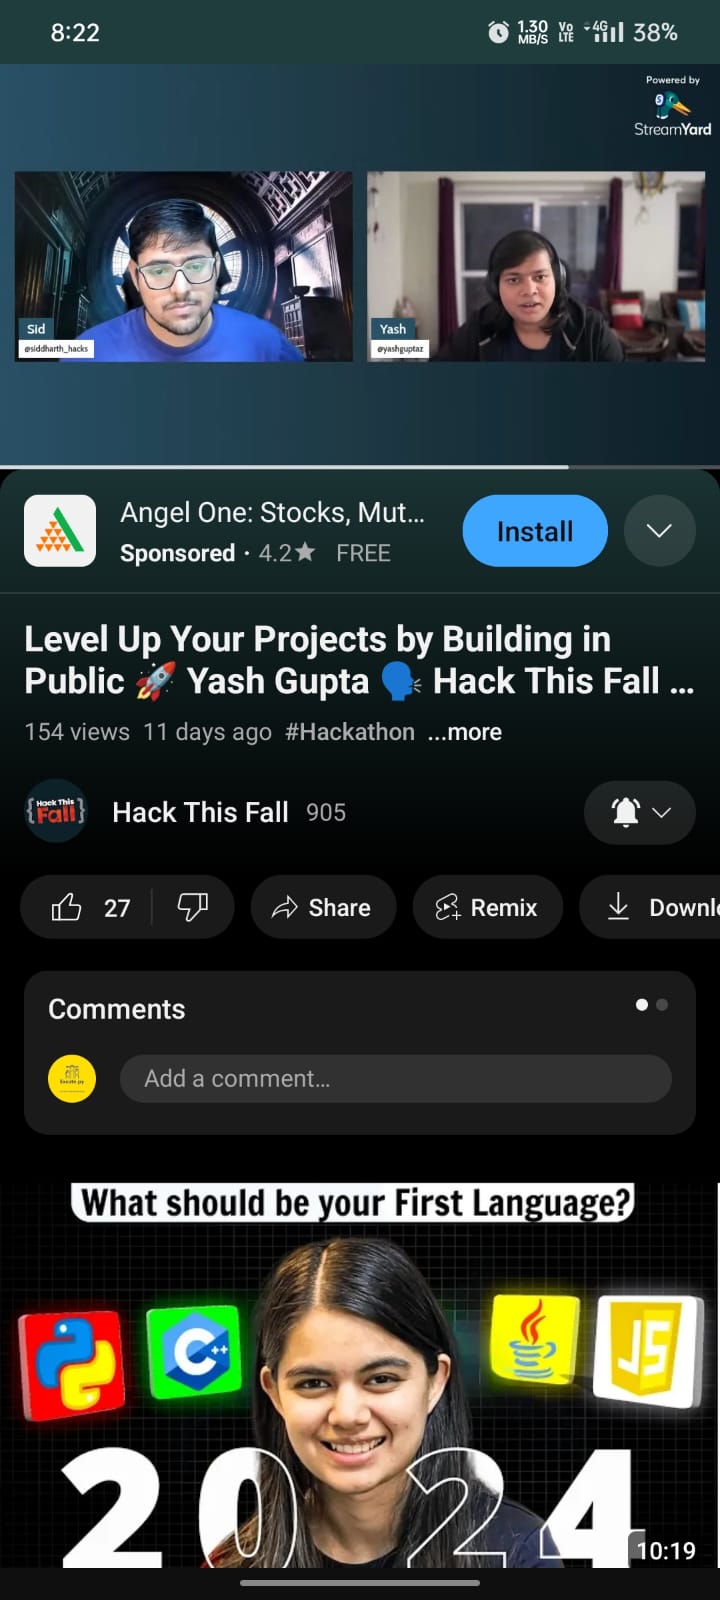 8:22
1.30 MB/S
Vo LTE
4G
38%
Powered by
StreamYard
Sid
@siddharth_hacks
Yash
@yashguptaz
Angel One: Stocks, Mut...
Install
Sponsored · 4.2★ FREE
Level Up Your Projects by Building in
Public 🚀 Yash Gupta 🗣️ Hack This Fall ...
154 views 11 days ago #Hackathon ...more
{Hack This Fall}
Hack This Fall 905
27
Share
Remix
Downlo
Comments
Add a comment...
What should be your First Language?
C++
JS
2024
10:19